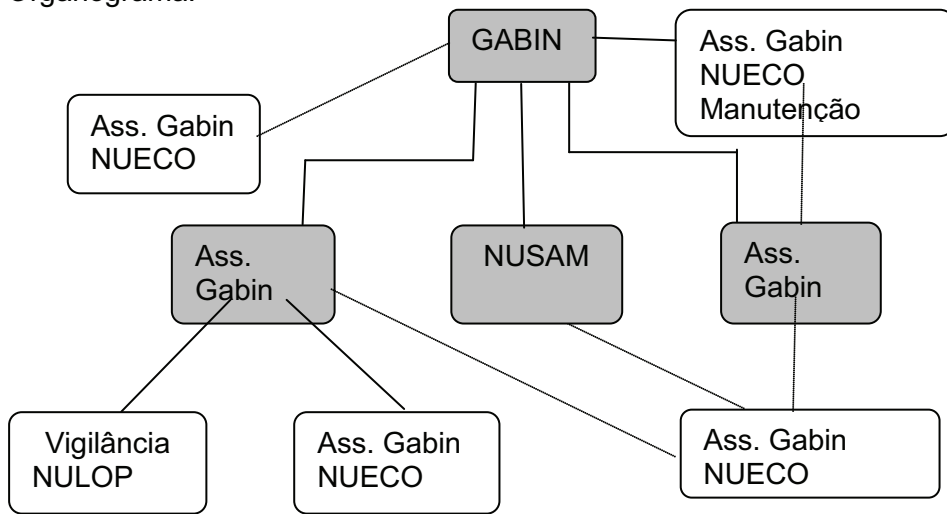 Organograma:
GABIN
Ass. Gabin
NUECO
Manutenção
Ass. Gabin
NUECO
Ass.
Gabin
NUSAM
Ass.
Gabin
Vigilância
NULOP
Ass. Gabin
NUECO
Ass. Gabin
NUECO